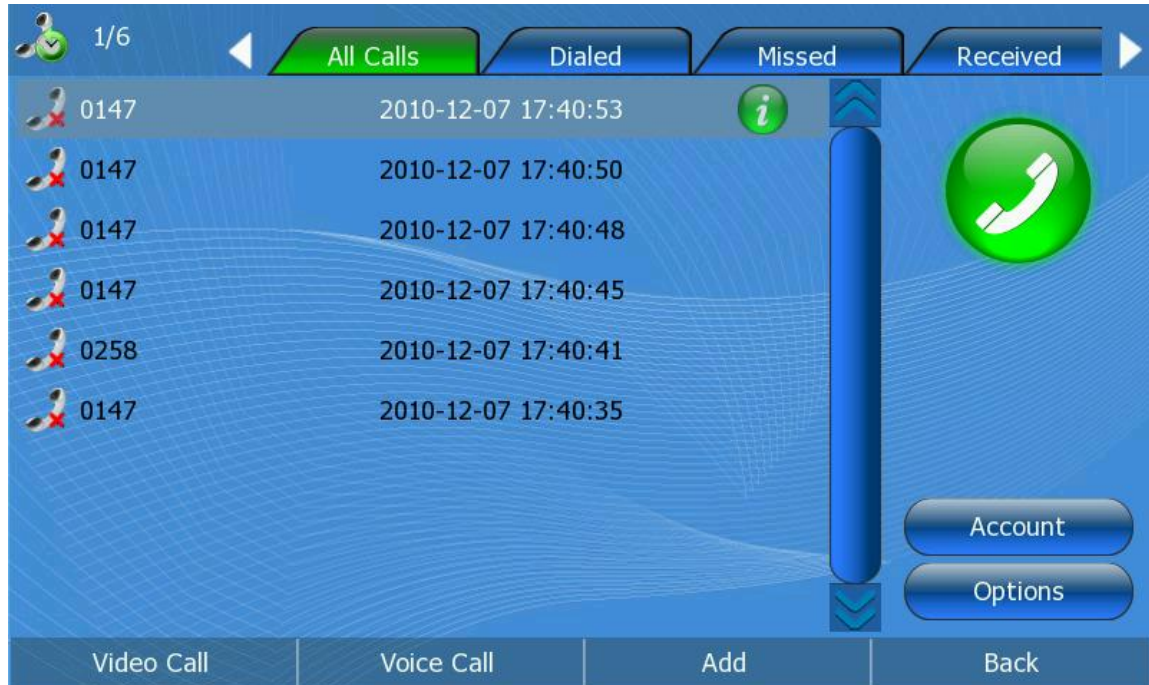 1/6 All Calls Dialed Missed Received
0147 2010-12-07 17:40:53 i
0147 2010-12-07 17:40:50
0147 2010-12-07 17:40:48
0147 2010-12-07 17:40:45
0258 2010-12-07 17:40:41
0147 2010-12-07 17:40:35
Account
Options
Video Call Voice Call Add Back